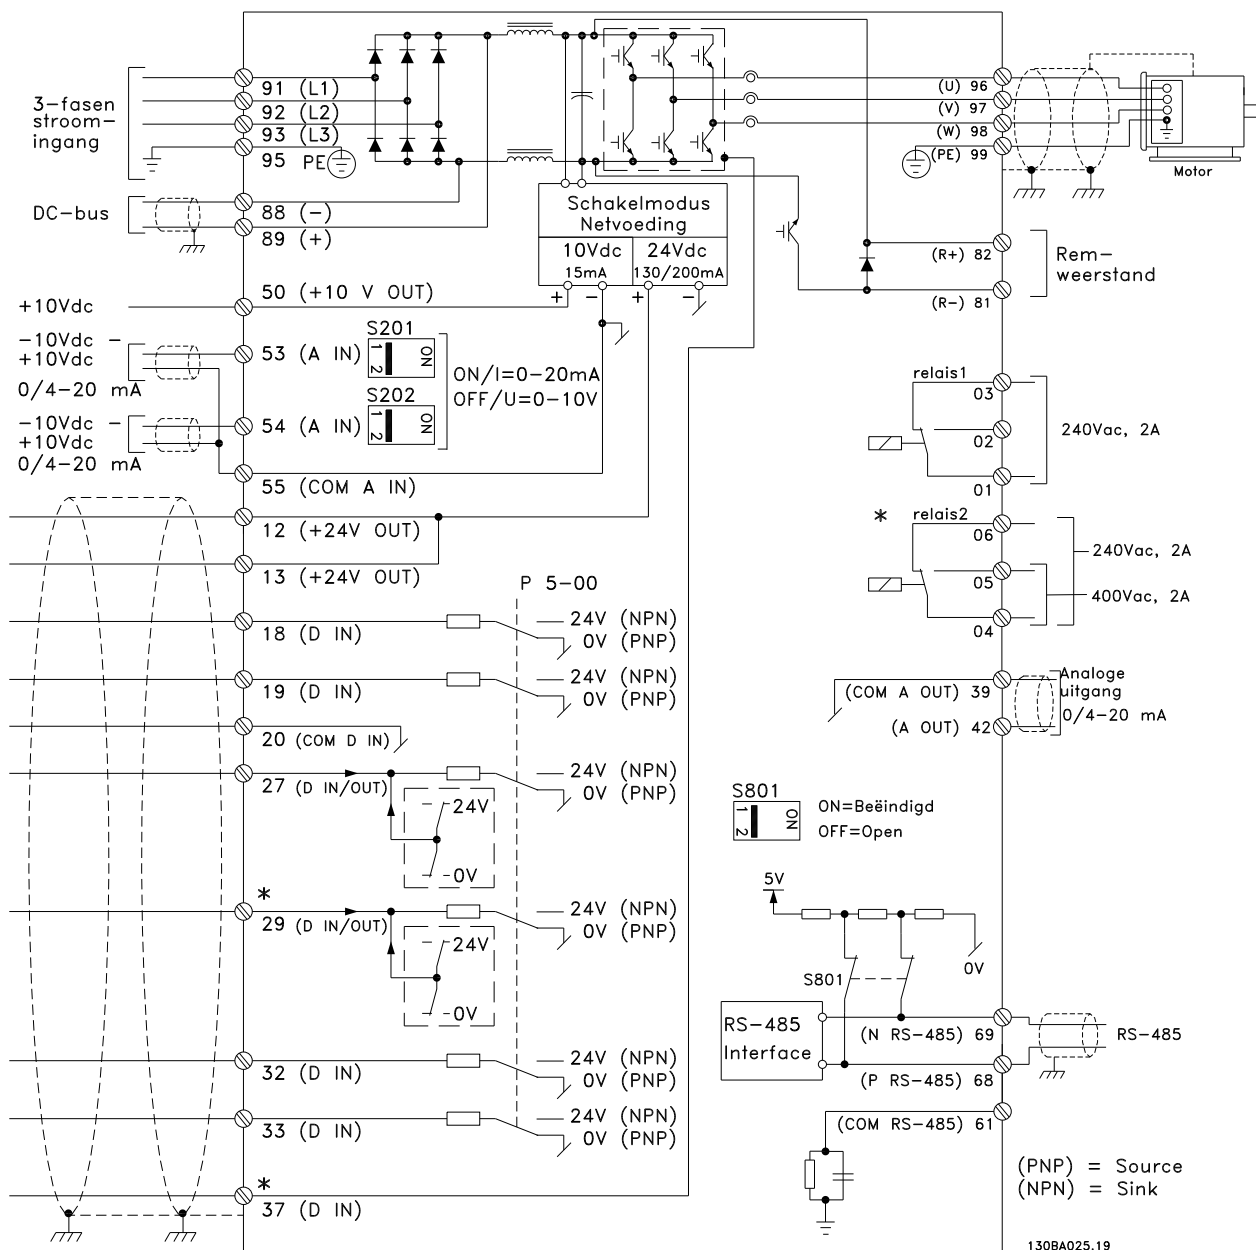 3-fasen
stroom-
ingang
91 (L1)
92 (L2)
93 (L3)
95 PE
DC-bus
88 (-)
89 (+)
Schakelmodus
Netvoeding
10Vdc
15mA
24Vdc
130/200mA
+ - + -
(U) 96
(V) 97
(W) 98
(PE) 99
Motor
(R+) 82
(R-) 81
Rem-
weerstand
+10Vdc
50 (+10 V OUT)
-10Vdc -
+10Vdc
0/4-20 mA
53 (A IN)
S201
1
2
ON
-10Vdc -
+10Vdc
0/4-20 mA
54 (A IN)
S202
1
2
ON
ON/I=0-20mA
OFF/U=0-10V
55 (COM A IN)
12 (+24V OUT)
13 (+24V OUT)
P 5-00
18 (D IN)
24V (NPN)
0V (PNP)
19 (D IN)
24V (NPN)
0V (PNP)
20 (COM D IN)
27 (D IN/OUT)
24V (NPN)
0V (PNP)
24V
0V
*
29 (D IN/OUT)
24V (NPN)
0V (PNP)
24V
0V
32 (D IN)
24V (NPN)
0V (PNP)
33 (D IN)
24V (NPN)
0V (PNP)
*
37 (D IN)
relais1
03
02
01
240Vac, 2A
* relais2
06
05
04
240Vac, 2A
400Vac, 2A
(COM A OUT) 39
(A OUT) 42
Analoge
uitgang
0/4-20 mA
S801
1
2
ON
ON=Beëindigd
OFF=Open
5V
0V
S801
RS-485
Interface
(N RS-485) 69
(P RS-485) 68
RS-485
(COM RS-485) 61
(PNP) = Source
(NPN) = Sink
130BA025.19